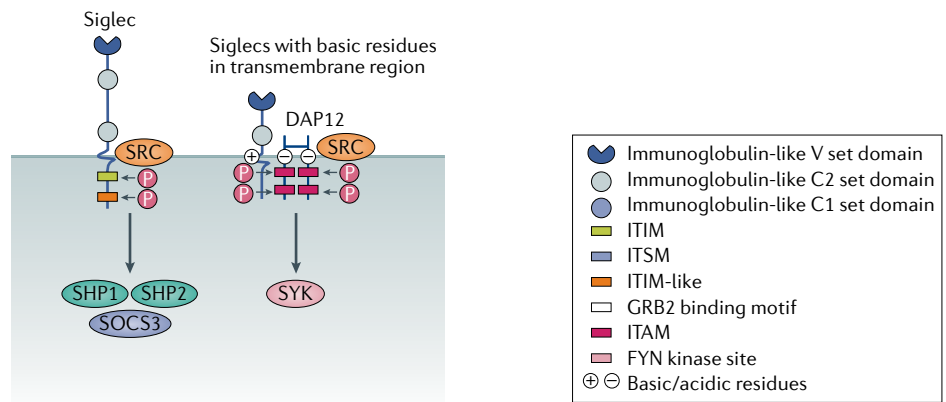 Siglec
Siglecs with basic residues
in transmembrane region
DAP12
SRC
SRC
+
−
−
P
P
P
P
P
P
SHP1
SHP2
SOCS3
SYK
Immunoglobulin-like V set domain
Immunoglobulin-like C2 set domain
Immunoglobulin-like C1 set domain
ITIM
ITSM
ITIM-like
GRB2 binding motif
ITAM
FYN kinase site
+ − Basic/acidic residues